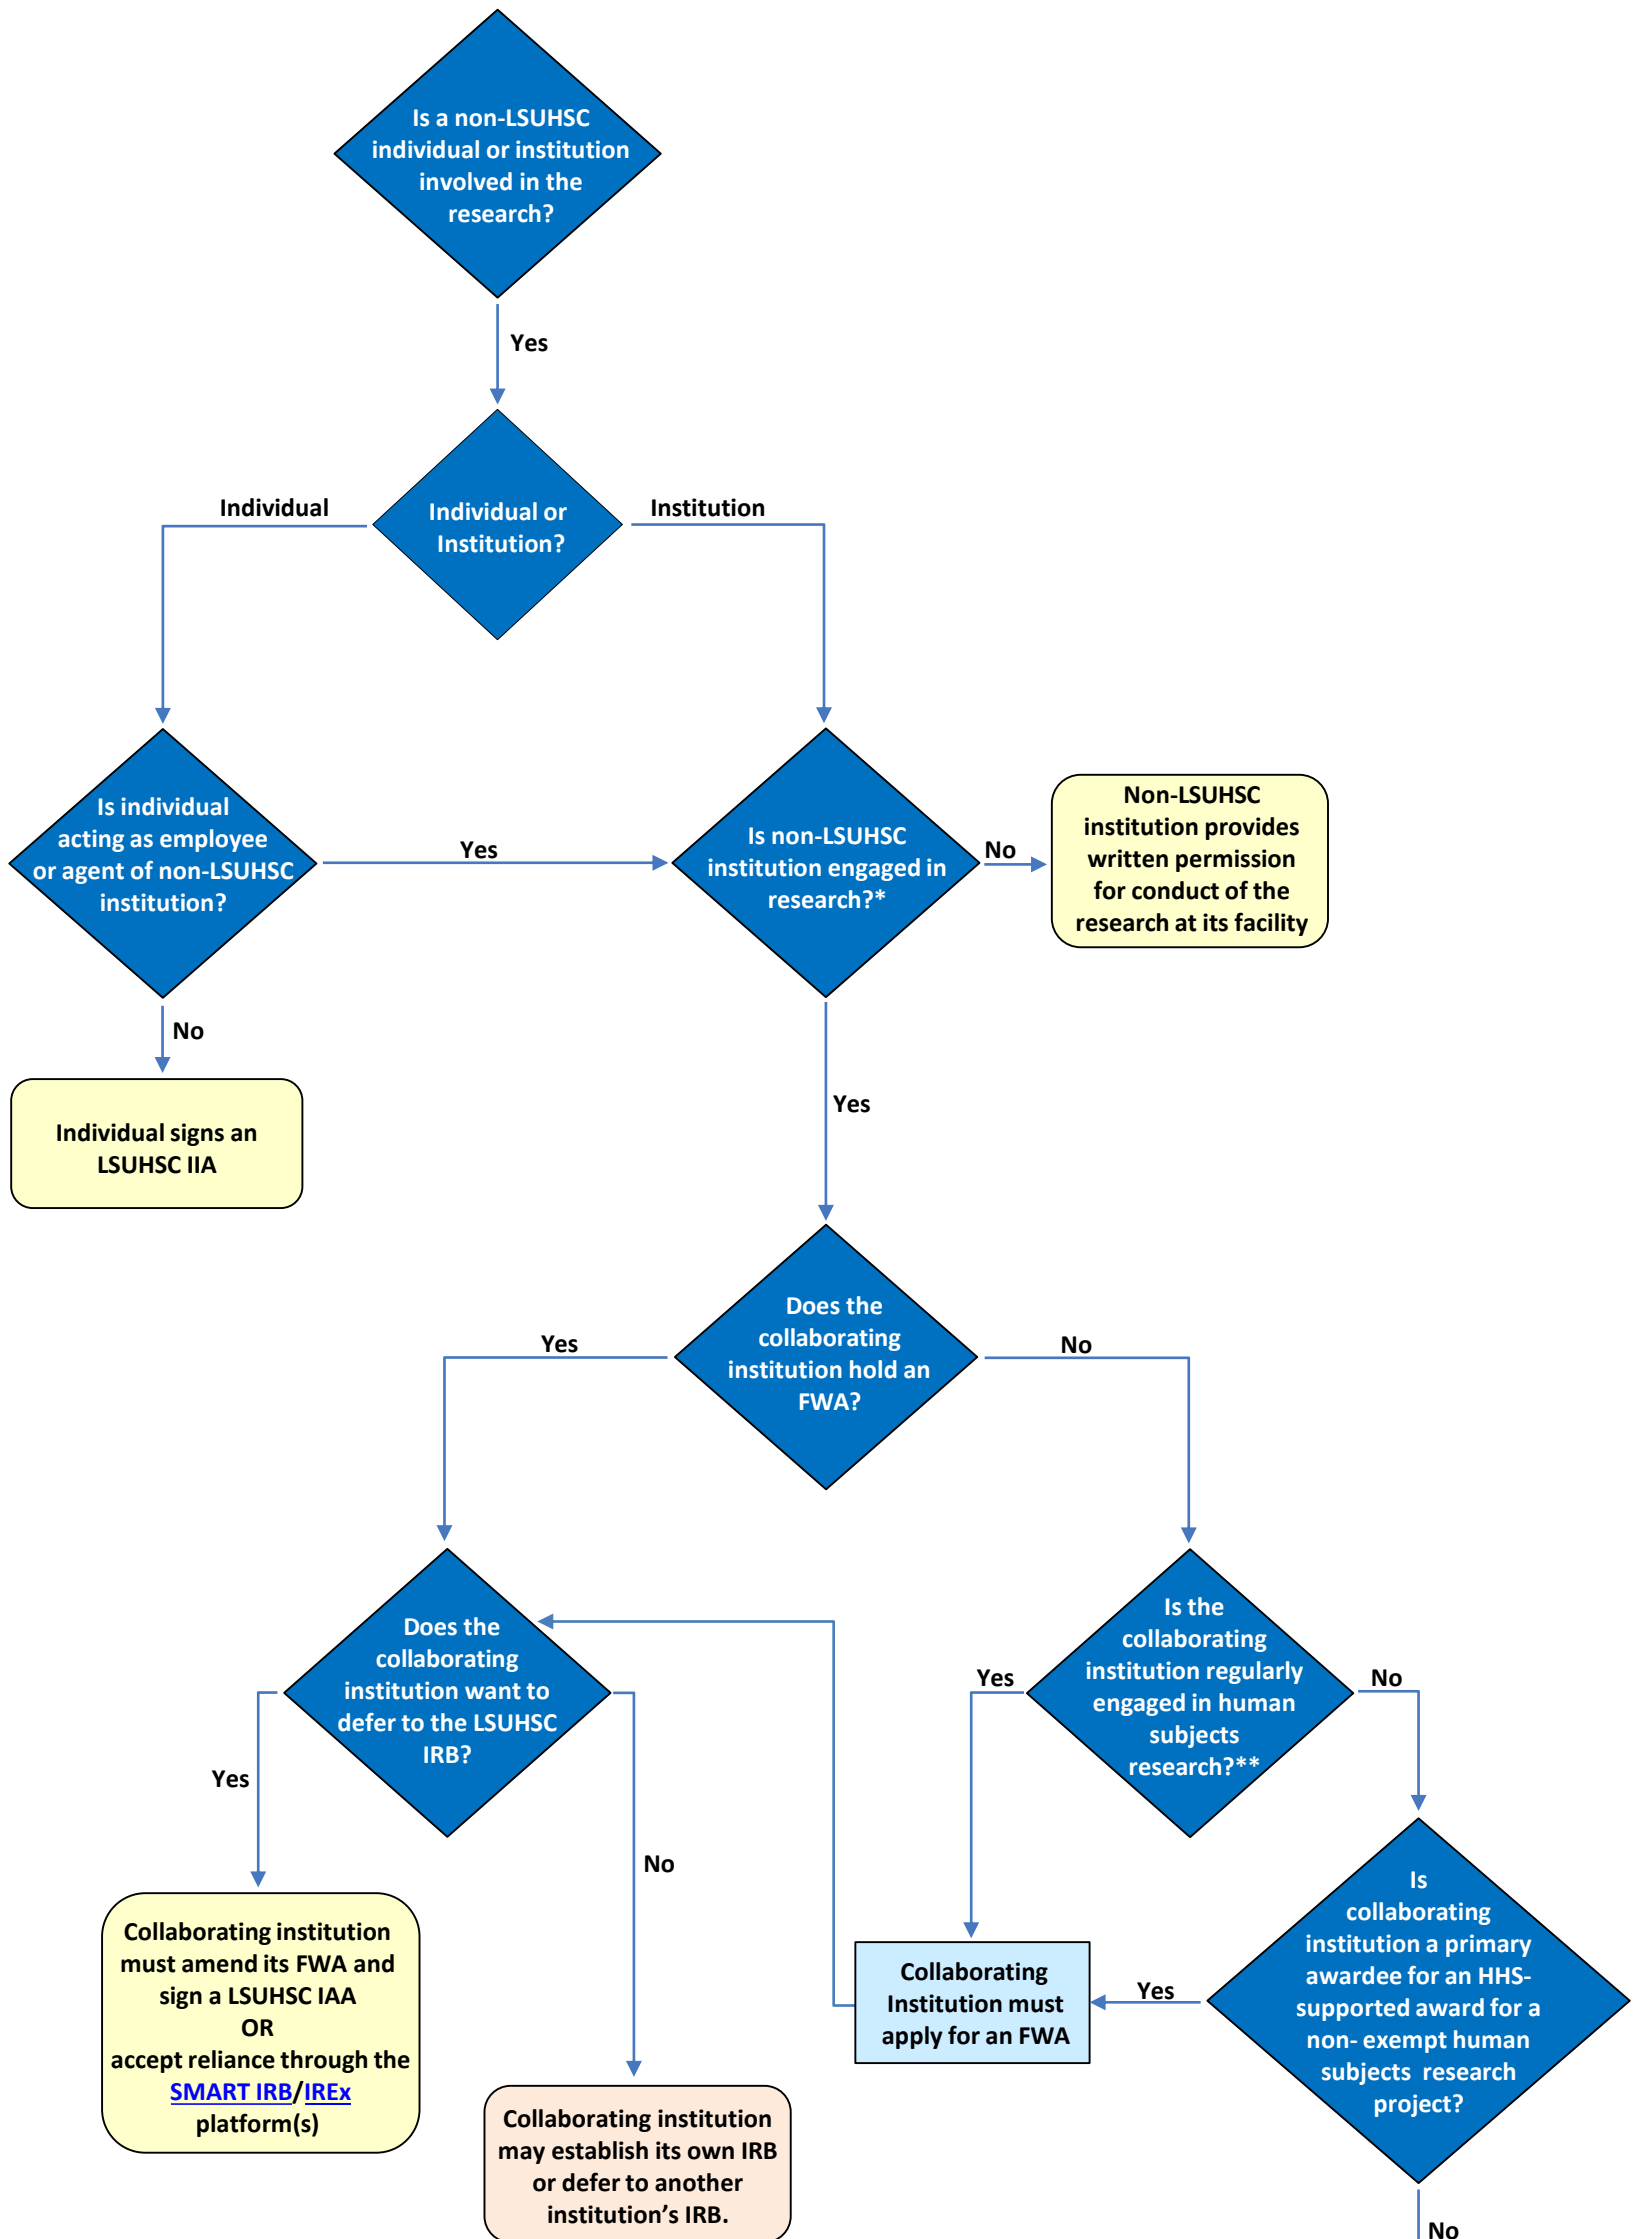 Is a non-LSUHSC
individual or institution
involved in the
research?
Yes
Individual
Individual or
Institution?
Institution
Is individual
acting as employee
or agent of non-LSUHSC
institution?
Yes
Is non-LSUHSC
institution engaged in
research?*
No
Non-LSUHSC
institution provides
written permission
for conduct of the
research at its facility
No
Individual signs an
LSUHSC IIA
Yes
Does the
collaborating
institution hold an
FWA?
Yes
No
Does the
collaborating
institution want to
defer to the LSUHSC
IRB?
Is the
collaborating
institution regularly
engaged in human
subjects
research?**
Yes
No
Yes
No
Collaborating institution
must amend its FWA and
sign a LSUHSC IAA
OR
accept reliance through the
SMART IRB/IREx
platform(s)
Collaborating institution
may establish its own IRB
or defer to another
institution's IRB.
Collaborating
Institution must
apply for an FWA
Yes
Is
collaborating
institution a primary
awardee for an HHS-
supported award for a
non- exempt human
subjects research
project?
No